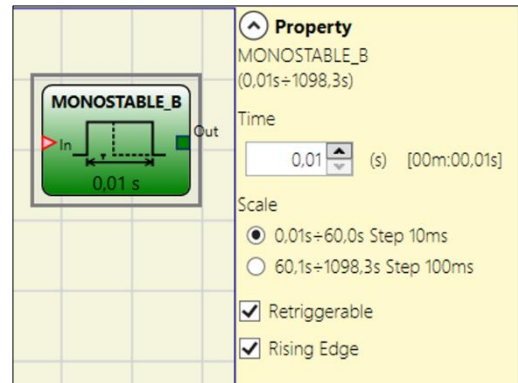 MONOSTABLE_B
In
Out
0,01 s
Property
MONOSTABLE_B
(0,01s÷1098,3s)
Time
0,01 (s) [00m:00,01s]
Scale
0,01s÷60,0s Step 10ms
60,1s÷1098,3s Step 100ms
Retriggerable
Rising Edge